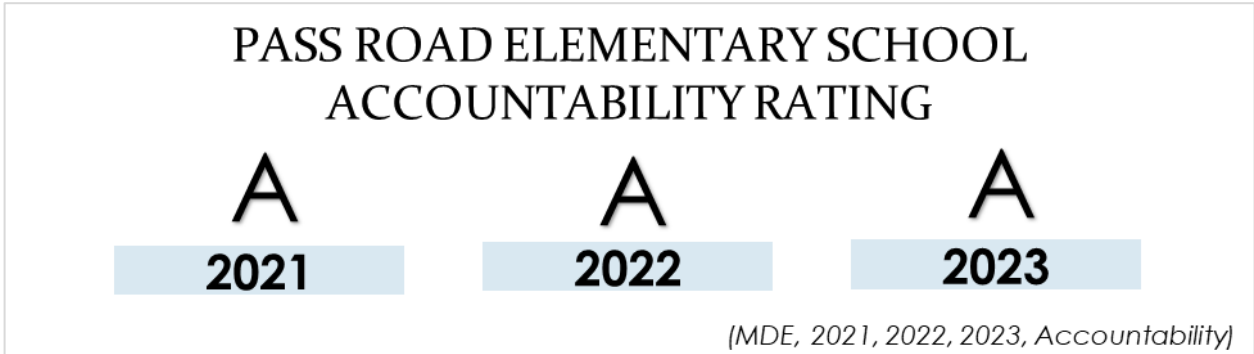 PASS ROAD ELEMENTARY SCHOOL
ACCOUNTABILITY RATING
A A A
2021 2022 2023
(MDE, 2021, 2022, 2023, Accountability)